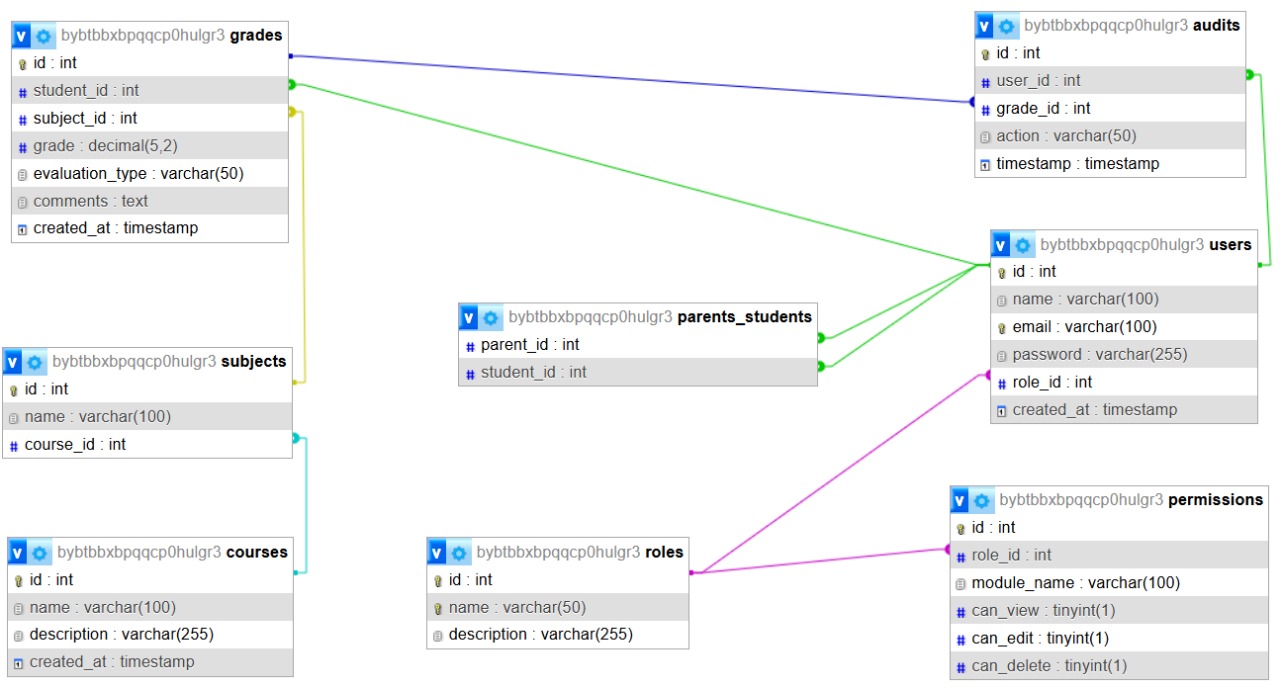 bybtbbxbpqqcp0hulgr3 grades
id : int
# student_id : int
# subject_id : int
# grade : decimal(5,2)
evaluation_type : varchar(50)
comments : text
created_at : timestamp
bybtbbxbpqqcp0hulgr3 audits
id : int
# user_id : int
# grade_id : int
action : varchar(50)
timestamp : timestamp
bybtbbxbpqqcp0hulgr3 users
id : int
name : varchar(100)
email : varchar(100)
password : varchar(255)
# role_id : int
created_at : timestamp
bybtbbxbpqqcp0hulgr3 parents_students
# parent_id : int
# student_id : int
bybtbbxbpqqcp0hulgr3 subjects
id : int
name : varchar(100)
# course_id : int
bybtbbxbpqqcp0hulgr3 courses
id : int
name : varchar(100)
description : varchar(255)
created_at : timestamp
bybtbbxbpqqcp0hulgr3 roles
id : int
name : varchar(50)
description : varchar(255)
bybtbbxbpqqcp0hulgr3 permissions
id : int
# role_id : int
module_name : varchar(100)
# can_view : tinyint(1)
# can_edit : tinyint(1)
# can_delete : tinyint(1)